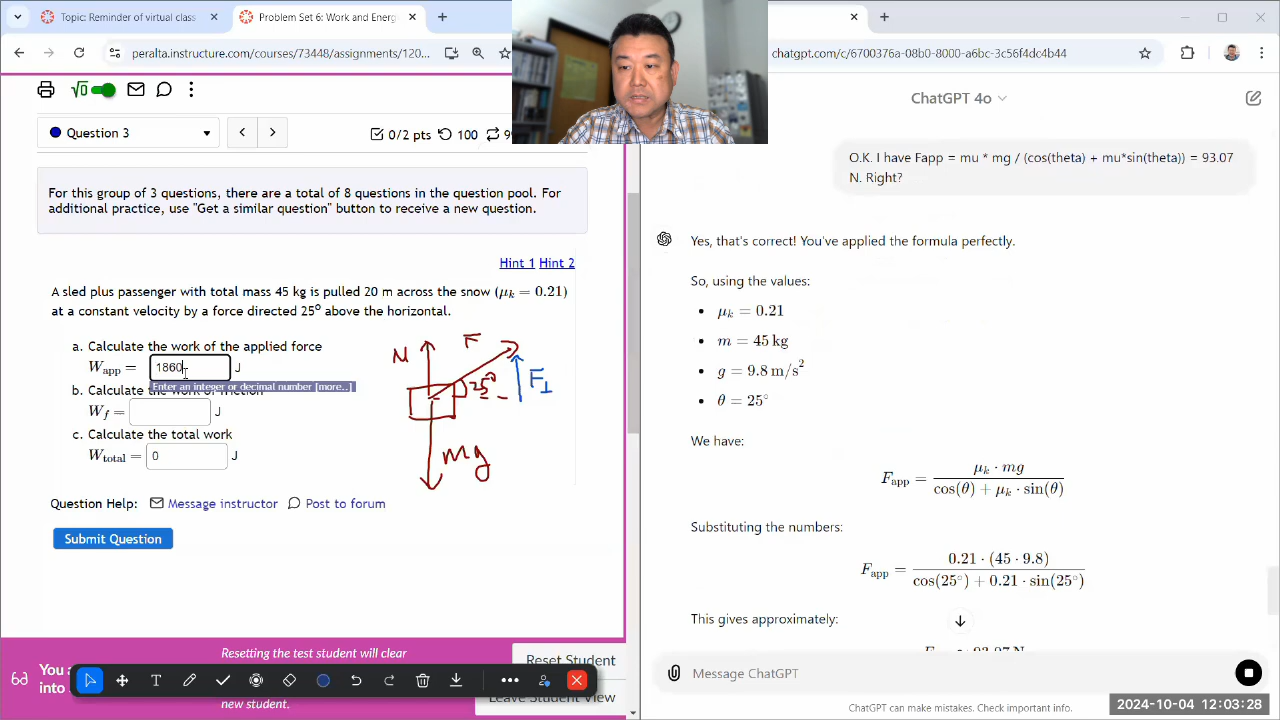 Topic: Reminder of virtual class
Problem Set 6: Work and Energ
peralta.instructure.com/courses/73448/assignments/120...
chatgpt.com/c/6700376a-08b0-8000-a6bc-3c56f4dc4bd4
Question 3
0/2 pts
100
For this group of 3 questions, there are a total of 8 questions in the question pool. For
additional practice, use "Get a similar question" button to receive a new question.
Hint 1 Hint 2
A sled plus passenger with total mass 45 kg is pulled 20 m across the snow (μk = 0.21)
at a constant velocity by a force directed 25° above the horizontal.
a. Calculate the work of the applied force
Wapp = 1860 J
Enter an integer or decimal number [more..]
b. Calculate the work of friction
Wf = J
c. Calculate the total work
Wtotal = 0 J
N
F
25°
F⊥
mg
Question Help: Message instructor Post to forum
Submit Question
Resetting the test student will clear
You a
into
new student.
Reset Student
Leave Student View
ChatGPT 4o
O.K. I have Fapp = mu * mg / (cos(theta) + mu*sin(theta)) = 93.07
N. Right?
Yes, that's correct! You've applied the formula perfectly.
So, using the values:
• μk = 0.21
• m = 45 kg
• g = 9.8 m/s²
• θ = 25°
We have:
Fapp = μk · mg / cos(θ) + μk · sin(θ)
Substituting the numbers:
Fapp = 0.21 · (45 · 9.8) / cos(25°) + 0.21 · sin(25°)
This gives approximately:
Message ChatGPT
ChatGPT can make mistakes. Check important info.
2024-10-04 12:03:28